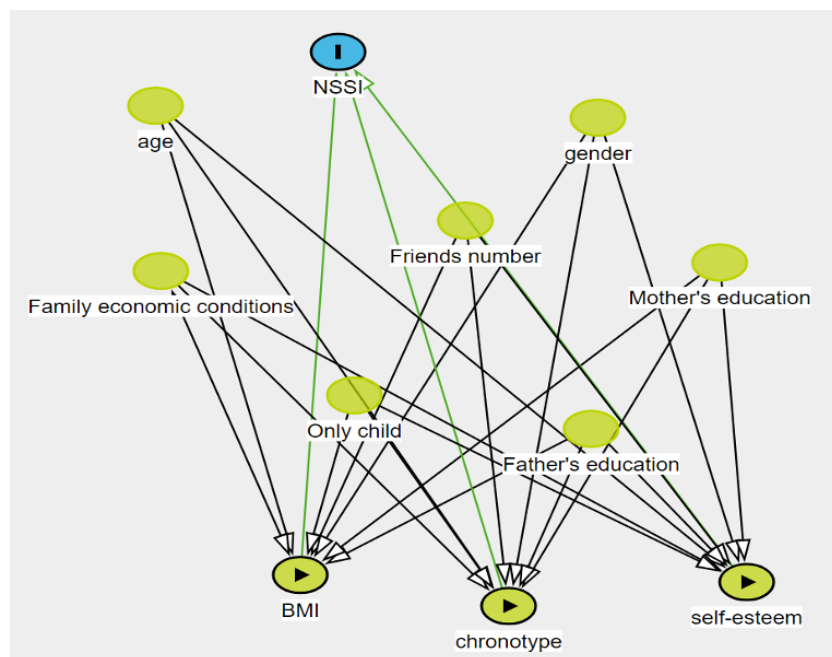 NSSI
age
gender
Friends number
Family economic conditions
Mother's education
Only child
Father's education
BMI
chronotype
self-esteem